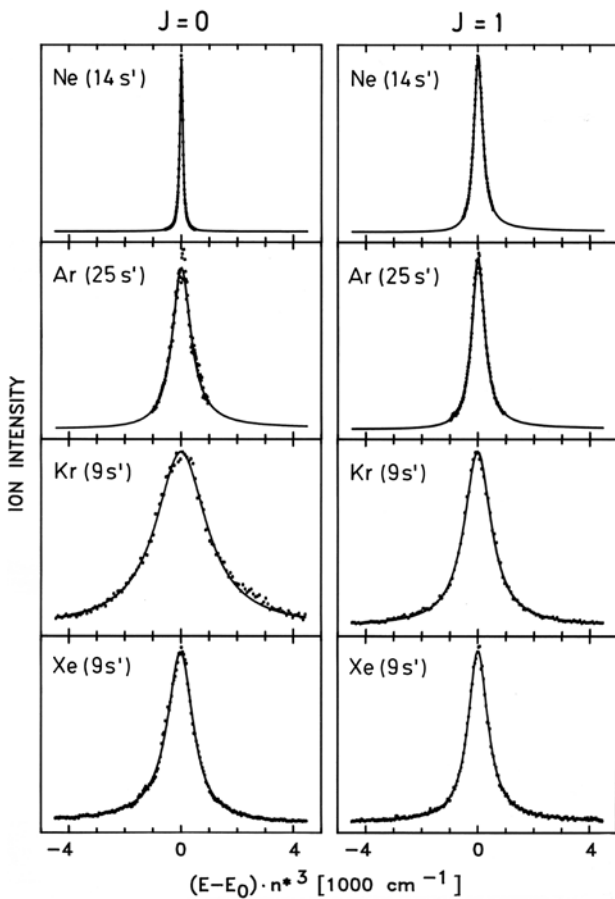 J=0 J=1
Ne (14s') Ne (14s')
Ar (25s') Ar (25s')
Kr (9s') Kr (9s')
Xe (9s') Xe (9s')
ION INTENSITY
-4 0 4 -4 0 4
(E-E₀)·n*³ [1000 cm⁻¹]